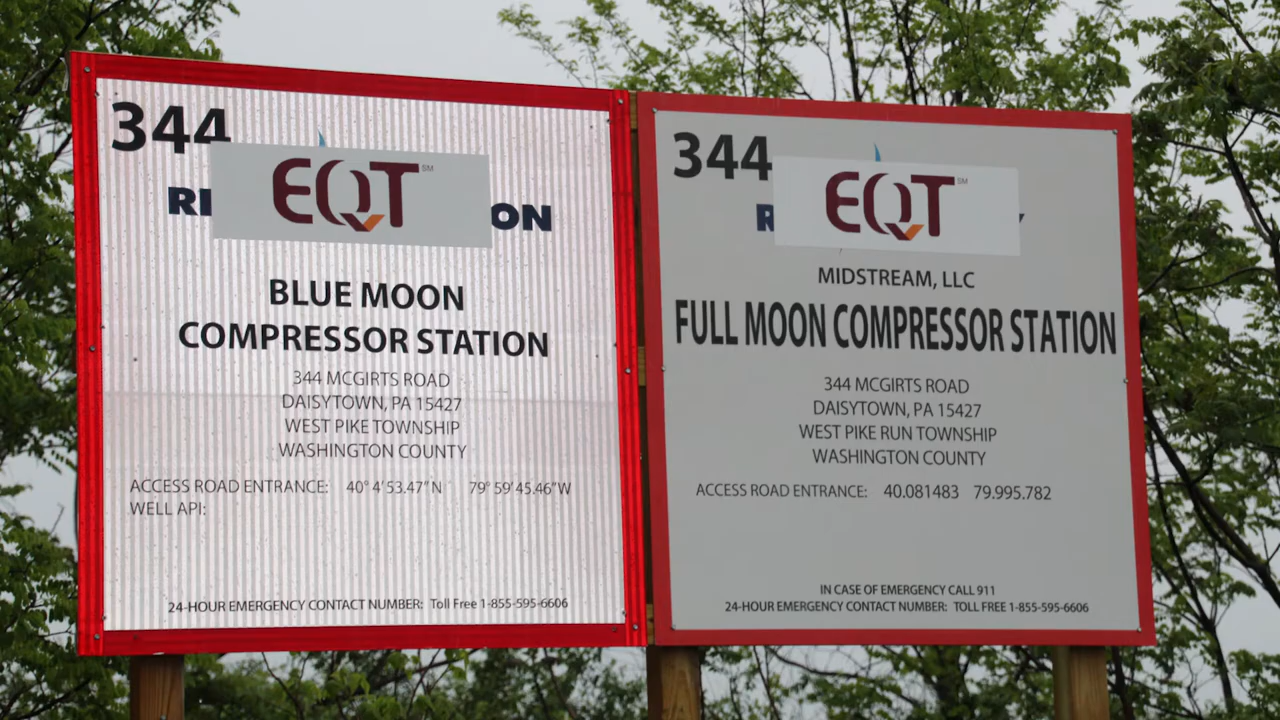 344
EQT SM
RI ON
BLUE MOON
COMPRESSOR STATION
344 MCGIRTS ROAD
DAISYTOWN, PA 15427
WEST PIKE TOWNSHIP
WASHINGTON COUNTY
ACCESS ROAD ENTRANCE: 40° 4'53.47"N 79° 59'45.46"W
WELL API:
24-HOUR EMERGENCY CONTACT NUMBER: Toll Free 1-855-595-6606
344
EQT SM
R
MIDSTREAM, LLC
FULL MOON COMPRESSOR STATION
344 MCGIRTS ROAD
DAISYTOWN, PA 15427
WEST PIKE RUN TOWNSHIP
WASHINGTON COUNTY
ACCESS ROAD ENTRANCE: 40.081483 79.995.782
IN CASE OF EMERGENCY CALL 911
24-HOUR EMERGENCY CONTACT NUMBER: TOLL FREE 1-855-595-6606